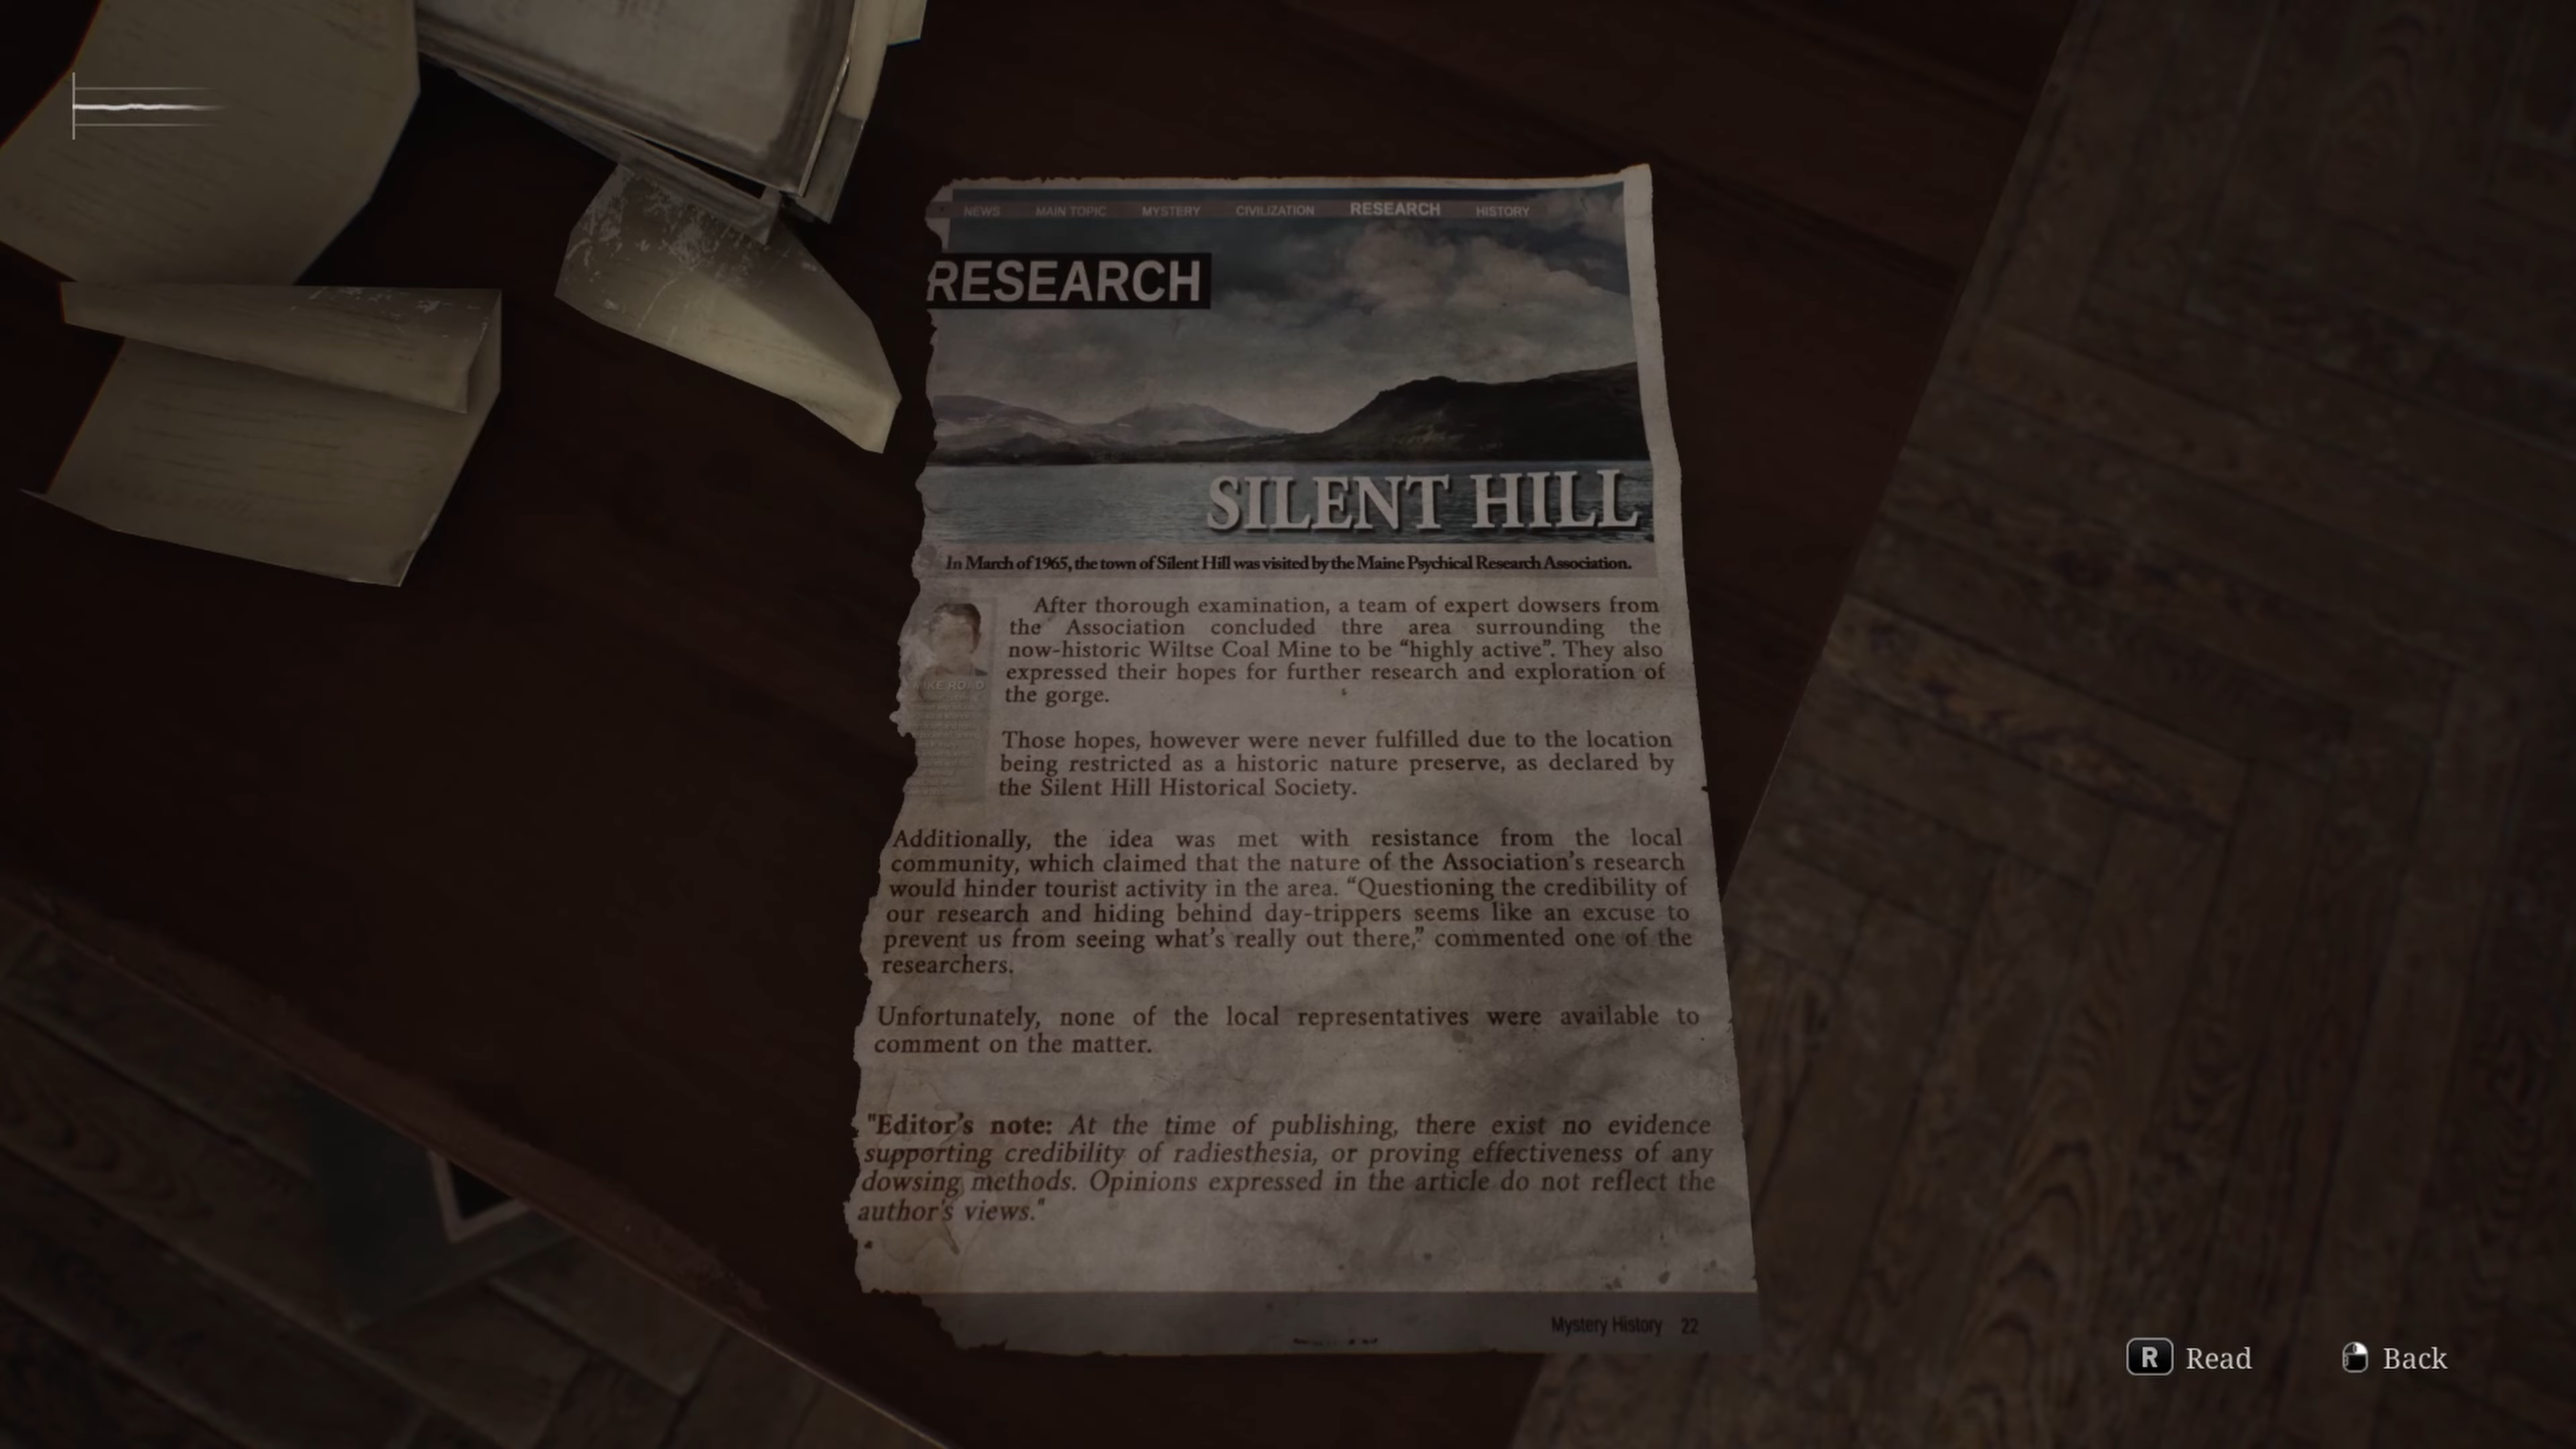 NEWS MAIN TOPIC MYSTERY CIVILIZATION RESEARCH HISTORY
RESEARCH
SILENT HILL
In March of 1965, the town of Silent Hill was visited by the Maine Psychical Research Association.
After thorough examination, a team of expert dowsers from
the Association concluded thre area surrounding the
now-historic Wiltse Coal Mine to be “highly active”. They also
expressed their hopes for further research and exploration of
the gorge.
Those hopes, however were never fulfilled due to the location
being restricted as a historic nature preserve, as declared by
the Silent Hill Historical Society.
Additionally, the idea was met with resistance from the local
community, which claimed that the nature of the Association’s research
would hinder tourist activity in the area. “Questioning the credibility of
our research and hiding behind day-trippers seems like an excuse to
prevent us from seeing what’s really out there,” commented one of the
researchers.
Unfortunately, none of the local representatives were available to
comment on the matter.
"Editor’s note: At the time of publishing, there exist no evidence
supporting credibility of radiesthesia, or proving effectiveness of any
dowsing methods. Opinions expressed in the article do not reflect the
author's views."
Mystery History 22
R Read Back